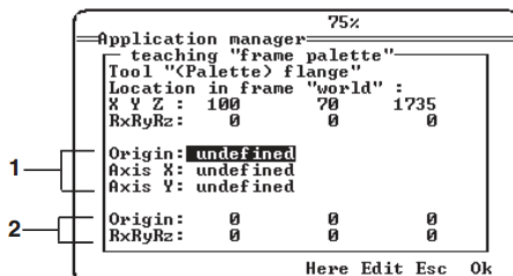 75%
Application manager
teaching "frame palette"
Tool "(Palette) flange"
Location in frame "world" :
X Y Z : 100 70 1735
RxRyRz: 0 0 0
1
Origin: undefined
Axis X: undefined
Axis Y: undefined
2
Origin: 0 0 0
RxRyRz: 0 0 0
Here Edit Esc Ok